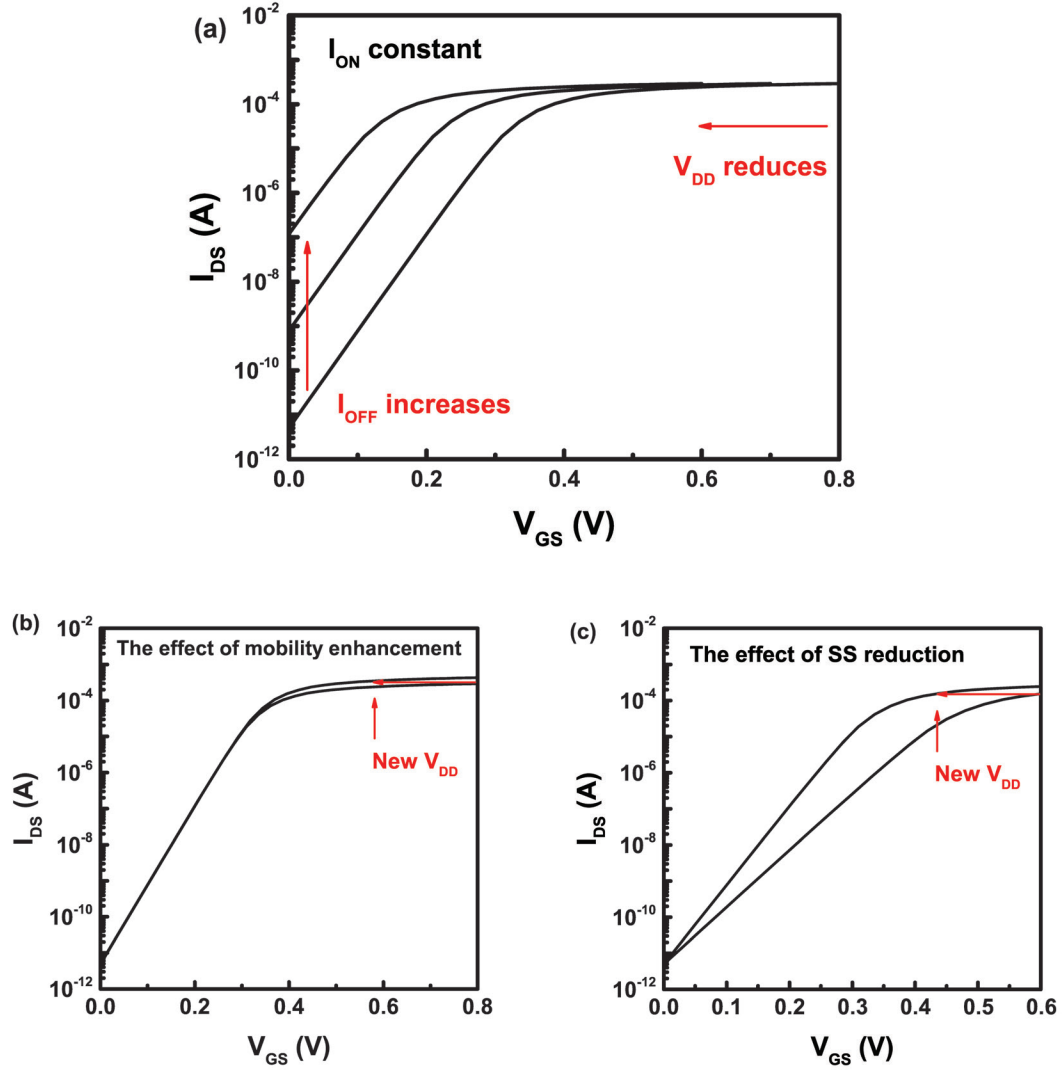 (a)
I_ON constant
10^-2
10^-4
10^-6
10^-8
10^-10
10^-12
I_DS (A)
V_DD reduces
I_OFF increases
0.0 0.2 0.4 0.6 0.8
V_GS (V)
(b)
The effect of mobility enhancement
10^-2
10^-4
10^-6
10^-8
10^-10
10^-12
I_DS (A)
New V_DD
0.0 0.2 0.4 0.6 0.8
V_GS (V)
(c)
The effect of SS reduction
10^-2
10^-4
10^-6
10^-8
10^-10
10^-12
I_DS (A)
New V_DD
0.0 0.1 0.2 0.3 0.4 0.5 0.6
V_GS (V)